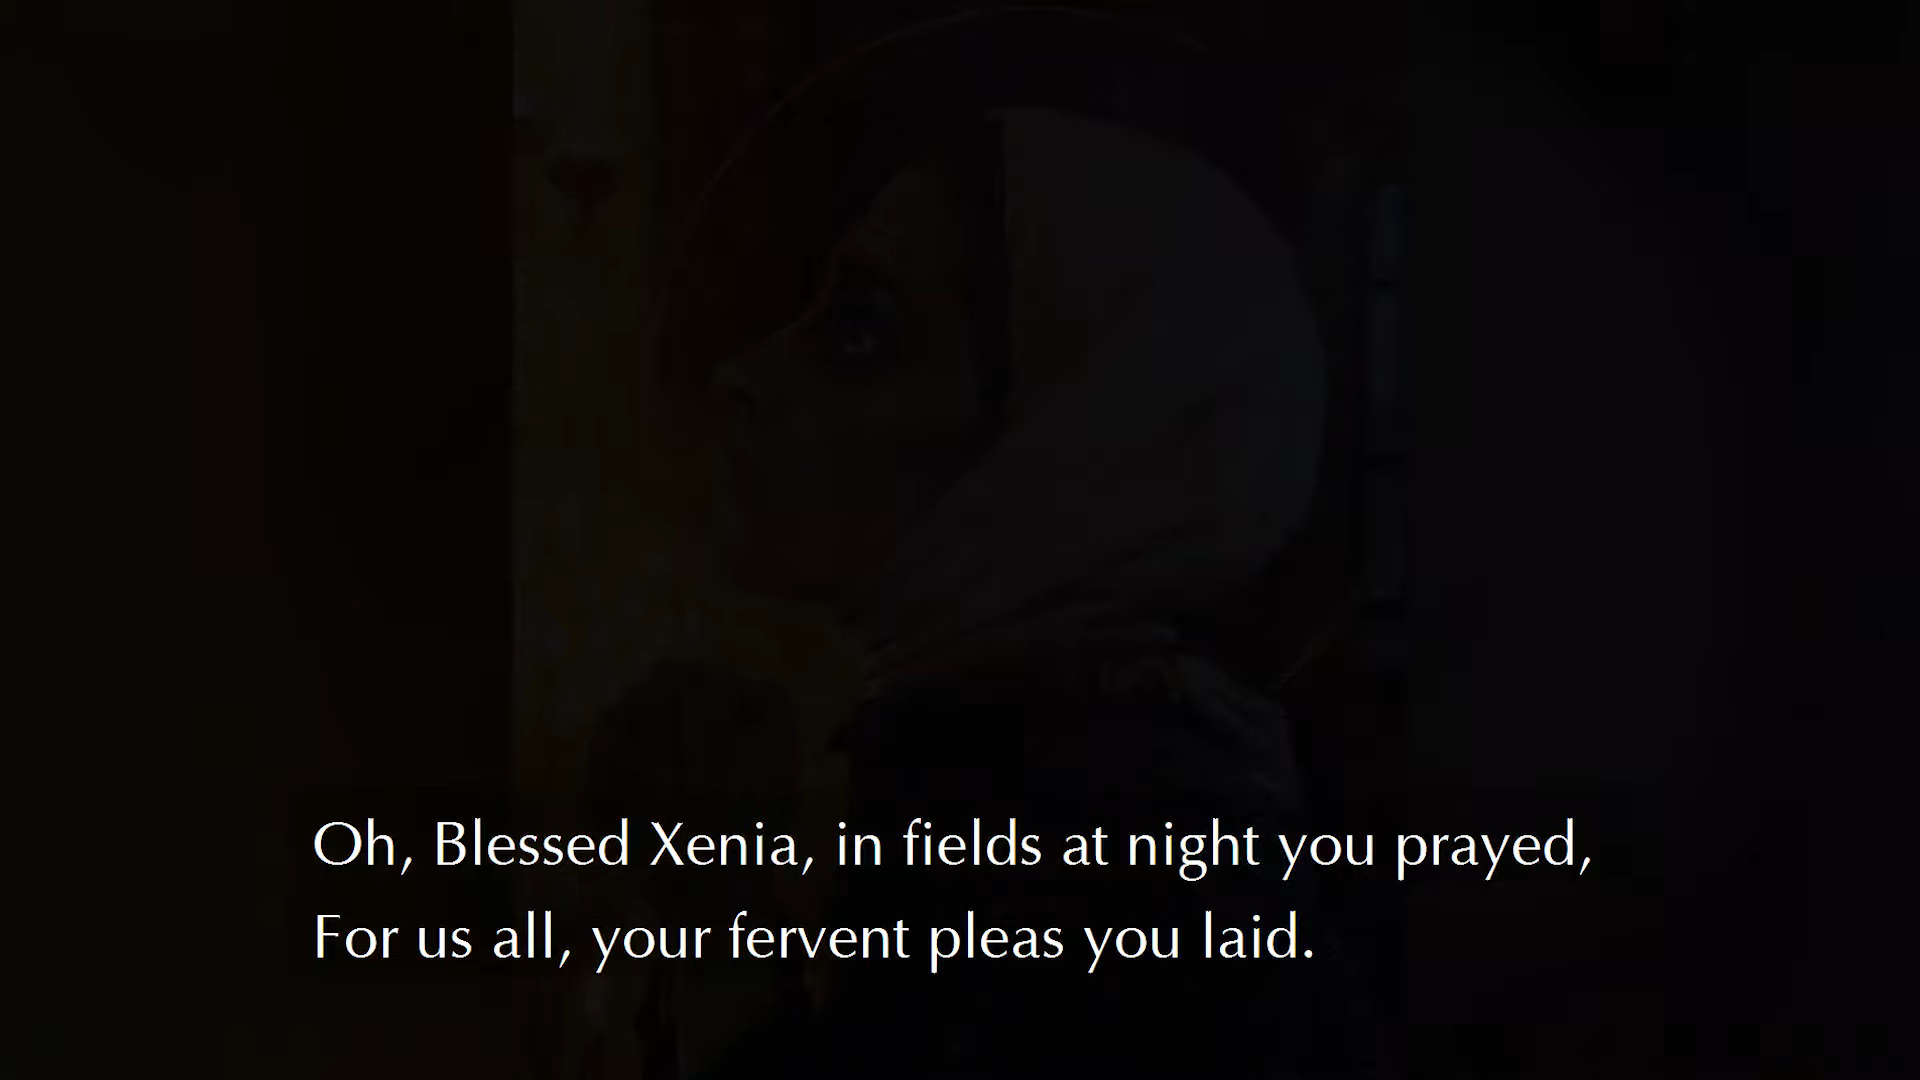 Oh, Blessed Xenia, in fields at night you prayed,
For us all, your fervent pleas you laid.